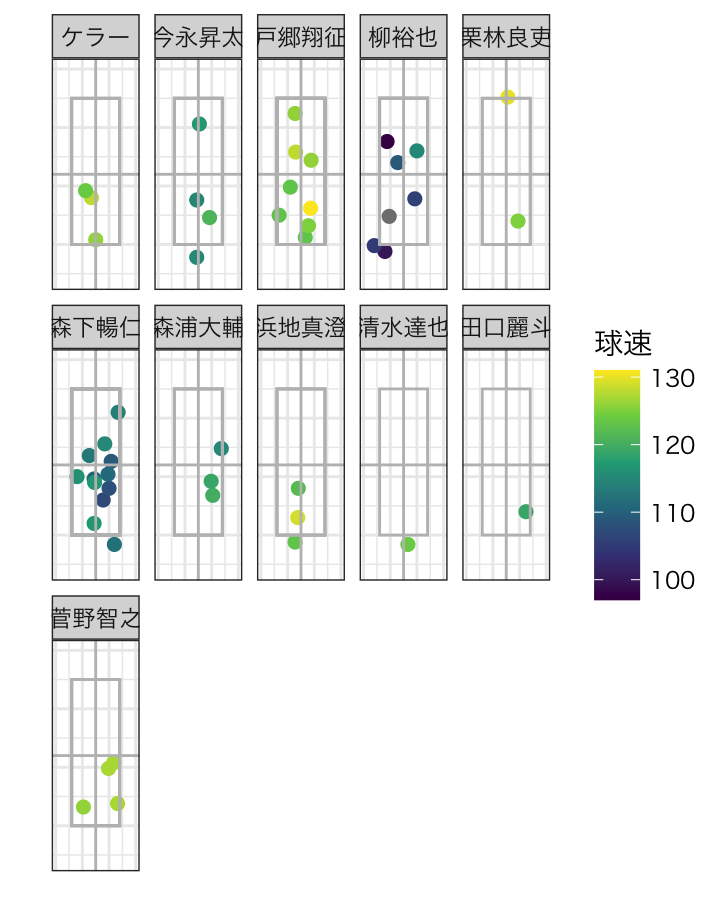 ケラー
今永昇太
戸郷翔征
柳裕也
栗林良吏
森下暢仁
森浦大輔
浜地真澄
清水達也
田口麗斗
菅野智之
球速
130
120
110
100